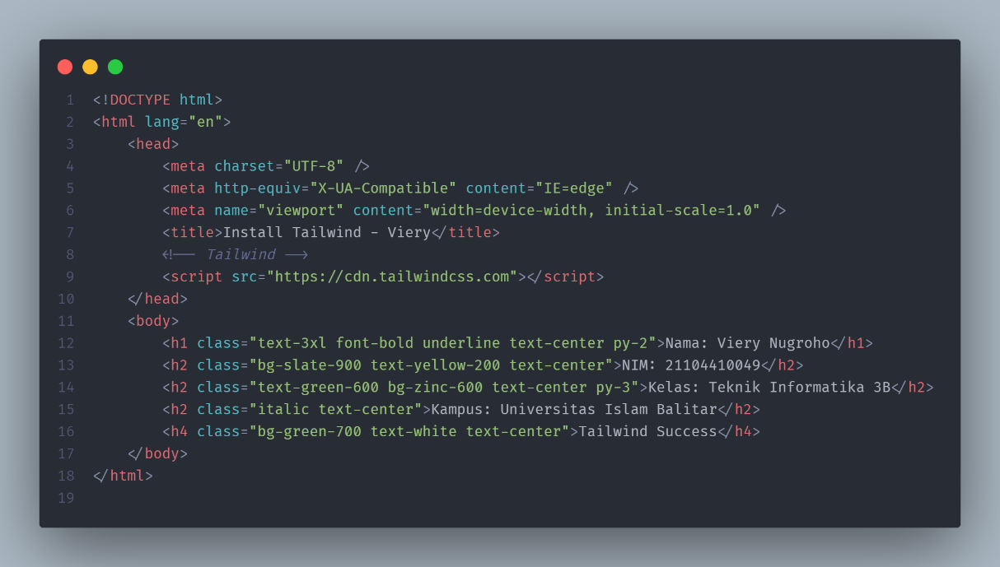 1 <!DOCTYPE html>
2 <html lang="en">
3     <head>
4         <meta charset="UTF-8" />
5         <meta http-equiv="X-UA-Compatible" content="IE=edge" />
6         <meta name="viewport" content="width=device-width, initial-scale=1.0" />
7         <title>Install Tailwind - Viery</title>
8         <!-- Tailwind -->
9         <script src="https://cdn.tailwindcss.com"></script>
10     </head>
11     <body>
12         <h1 class="text-3xl font-bold underline text-center py-2">Nama: Viery Nugroho</h1>
13         <h2 class="bg-slate-900 text-yellow-200 text-center">NIM: 21104410049</h2>
14         <h2 class="text-green-600 bg-zinc-600 text-center py-3">Kelas: Teknik Informatika 3B</h2>
15         <h2 class="italic text-center">Kampus: Universitas Islam Balitar</h2>
16         <h4 class="bg-green-700 text-white text-center">Tailwind Success</h4>
17     </body>
18 </html>
19